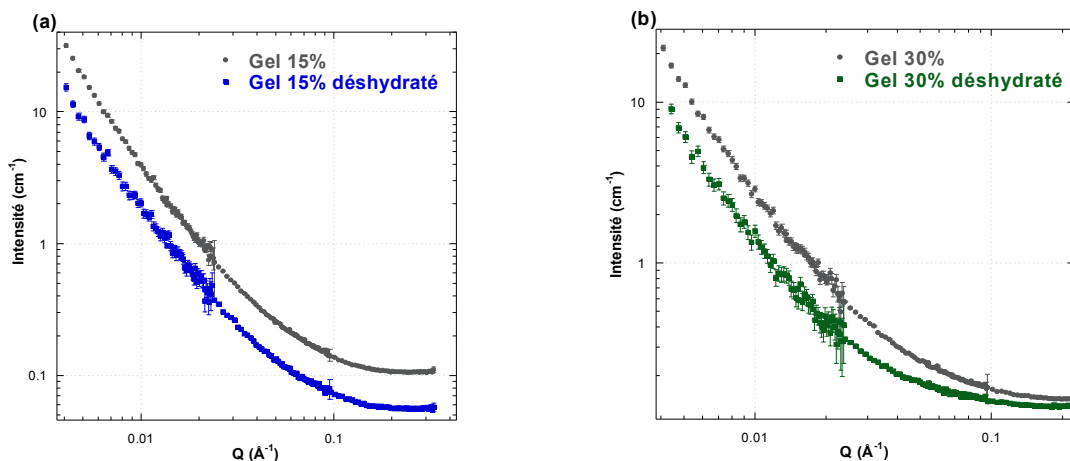 (a)
Gel 15%
Gel 15% déshydraté
10
1
0.1
Intensité (cm-1)
0.01
0.1
Q (Å-1)
(b)
Gel 30%
Gel 30% déshydraté
10
1
Intensité (cm-1)
0.01
0.1
Q (Å-1)